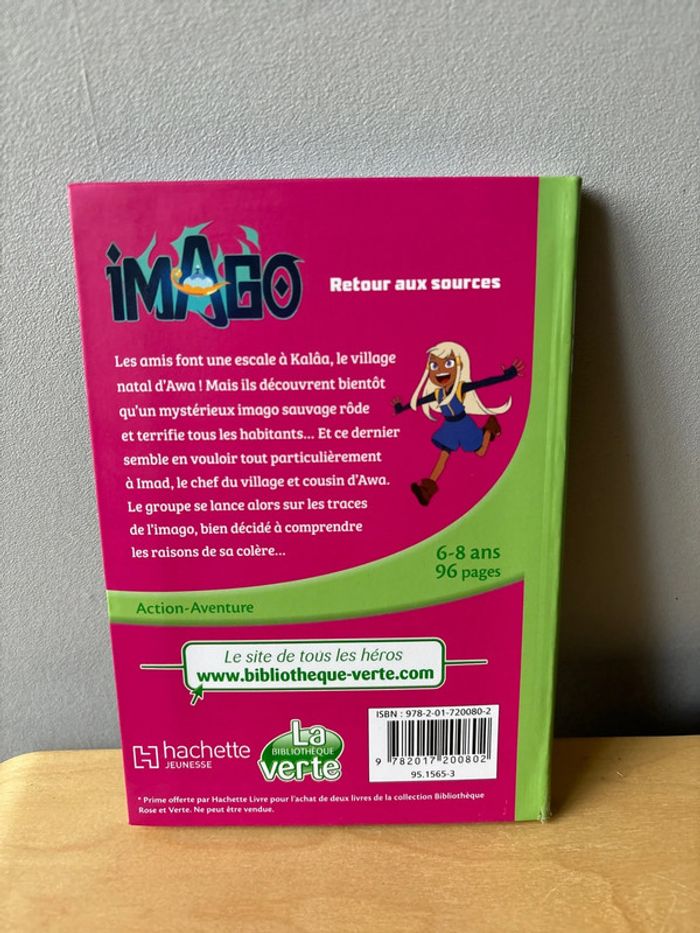 IMAGO
Retour aux sources
Les amis font une escale à Kalâa, le village
natal d'Awa ! Mais ils découvrent bientôt
qu'un mystérieux imago sauvage rôde
et terrifie tous les habitants... Et ce dernier
semble en vouloir tout particulièrement
à Imad, le chef du village et cousin d'Awa.
Le groupe se lance alors sur les traces
de l'imago, bien décidé à comprendre
les raisons de sa colère...
6-8 ans
96 pages
Action-Aventure
Le site de tous les héros
www.bibliotheque-verte.com
ISBN : 978-2-01-720080-2
9 782017 200802
95.1565-3
hachette
JEUNESSE
La
BIBLIOTHÈQUE
verte
* Prime offerte par Hachette Livre pour l'achat de deux livres de la collection Bibliothèque
Rose et Verte. Ne peut être vendue.